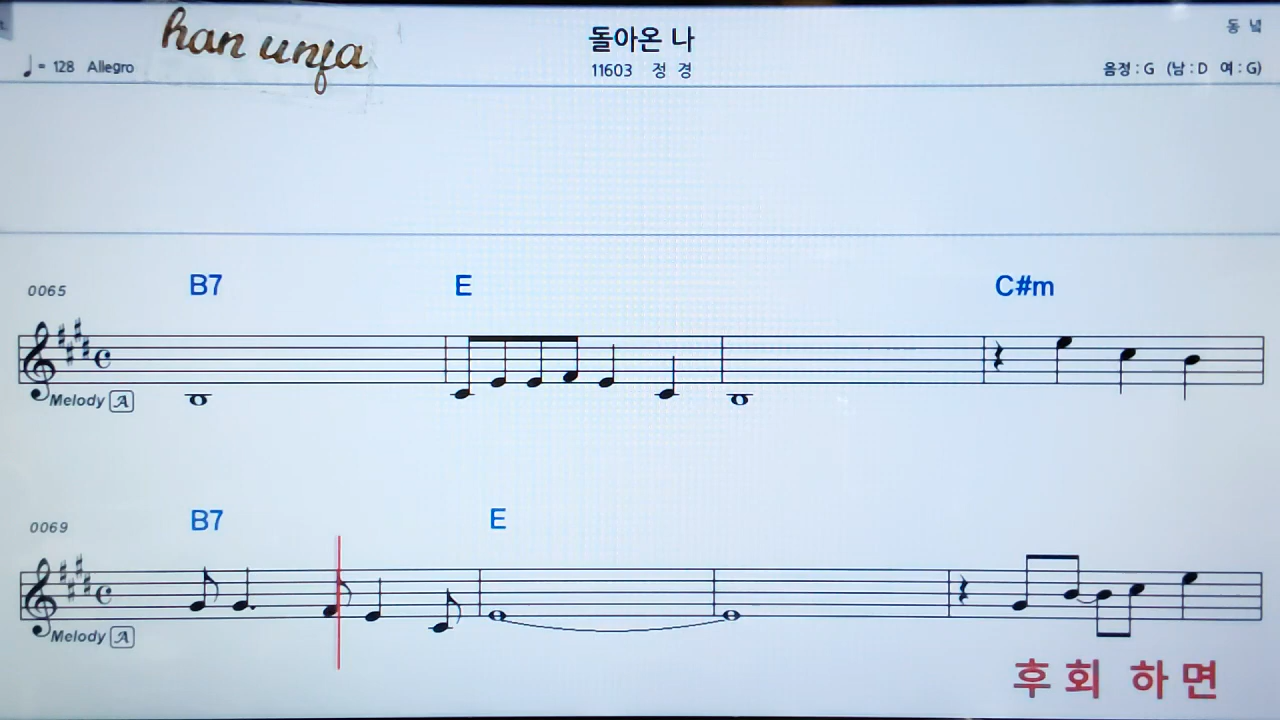 han unja
돌아온 나
동 녘
♩= 128 Allegro
11603 정 경
음정 : G (남 : D 여 : G)
0065 B7 E C#m
Melody A
0069 B7 E
Melody A
후 회 하 면